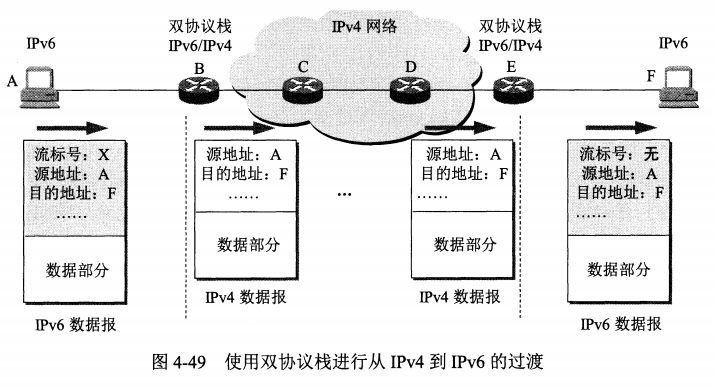 IPv4 网络
双协议栈
IPv6/IPv4
双协议栈
IPv6/IPv4
IPv6
IPv6
A
B
C
D
E
F
流标号：X
源地址：A
目的地址：F
……
数据部分
IPv6 数据报
源地址：A
目的地址：F
……
数据部分
IPv4 数据报
...
源地址：A
目的地址：F
……
数据部分
IPv4 数据报
流标号：无
源地址：A
目的地址：F
……
数据部分
IPv6 数据报
图 4-49 使用双协议栈进行从 IPv4 到 IPv6 的过渡